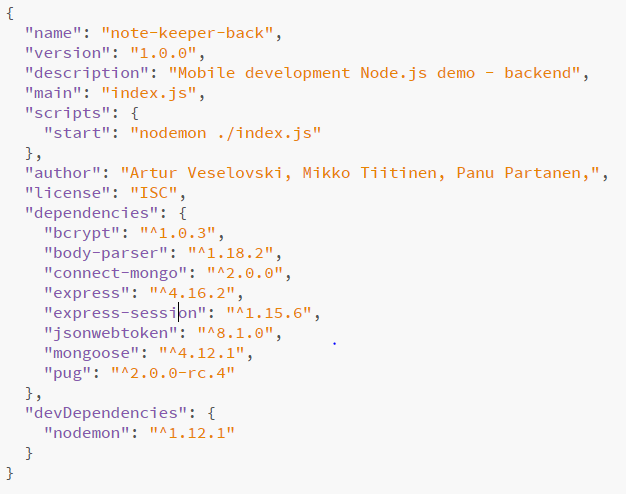 {
  "name": "note-keeper-back",
  "version": "1.0.0",
  "description": "Mobile development Node.js demo - backend",
  "main": "index.js",
  "scripts": {
    "start": "nodemon ./index.js"
  },
  "author": "Artur Veselovski, Mikko Tiitinen, Panu Partanen,",
  "license": "ISC",
  "dependencies": {
    "bcrypt": "^1.0.3",
    "body-parser": "^1.18.2",
    "connect-mongo": "^2.0.0",
    "express": "^4.16.2",
    "express-session": "^1.15.6",
    "jsonwebtoken": "^8.1.0",
    "mongoose": "^4.12.1",
    "pug": "^2.0.0-rc.4"
  },
  "devDependencies": {
    "nodemon": "^1.12.1"
  }
}